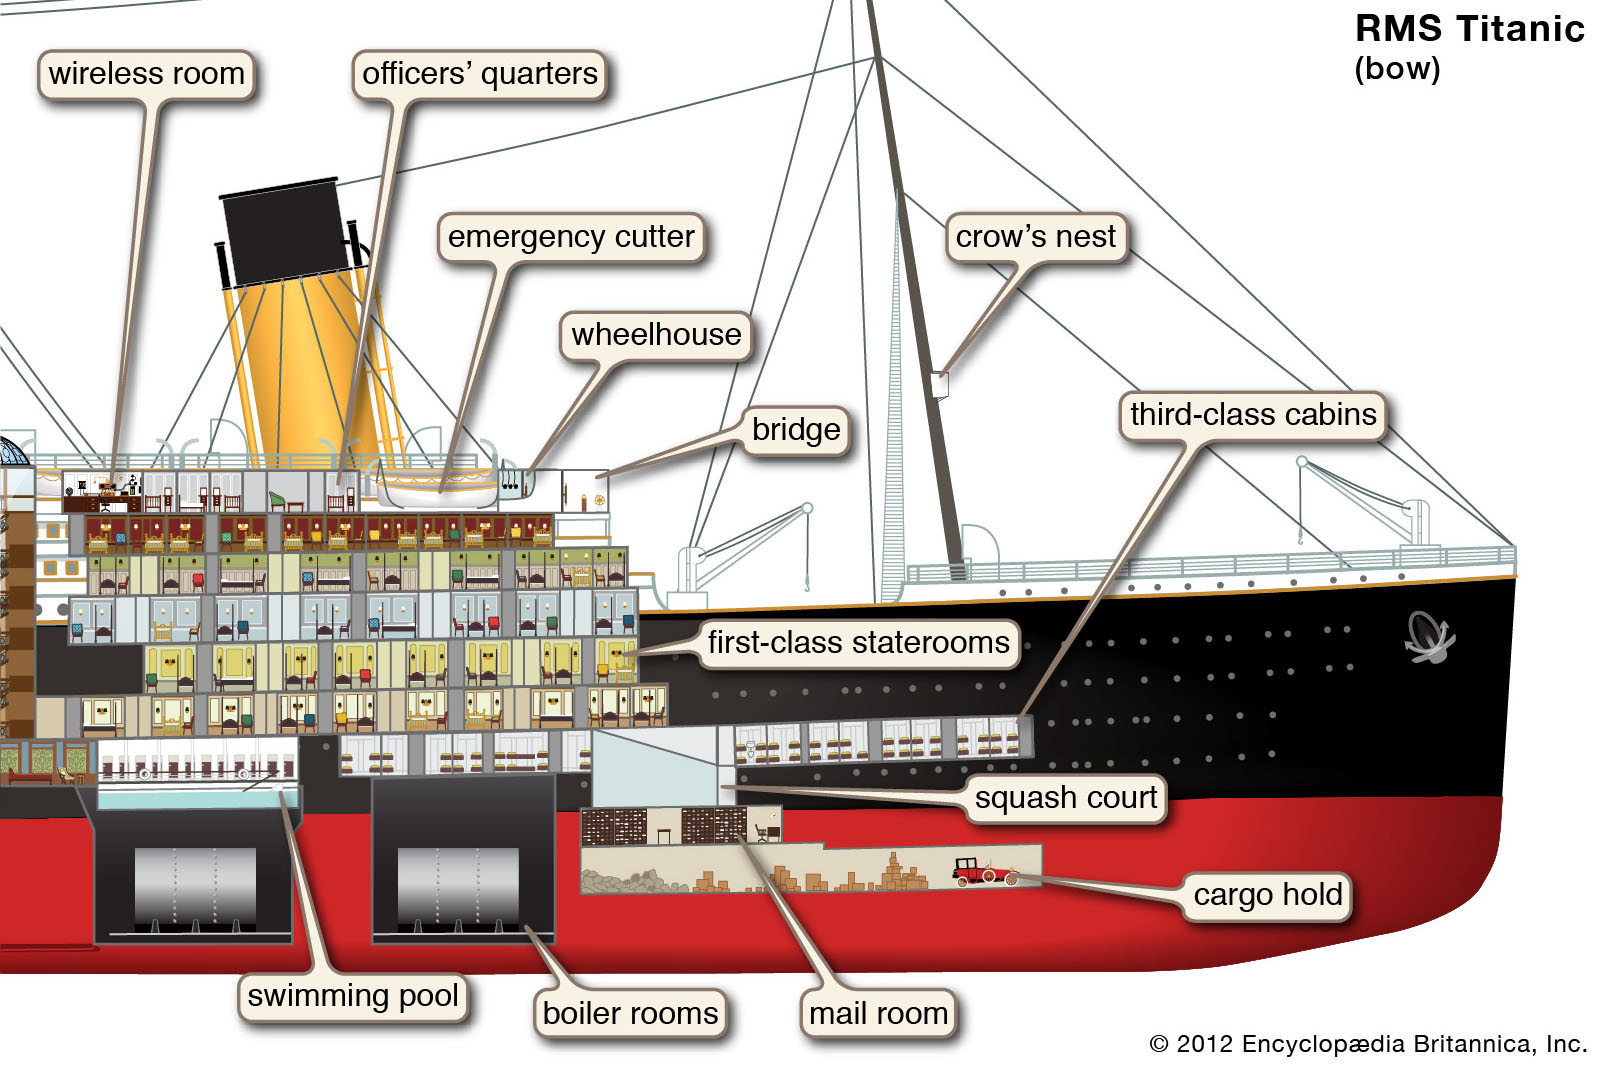 RMS Titanic
(bow)
wireless room
officers’ quarters
emergency cutter
crow’s nest
wheelhouse
bridge
third-class cabins
first-class staterooms
squash court
cargo hold
swimming pool
boiler rooms
mail room
© 2012 Encyclopædia Britannica, Inc.